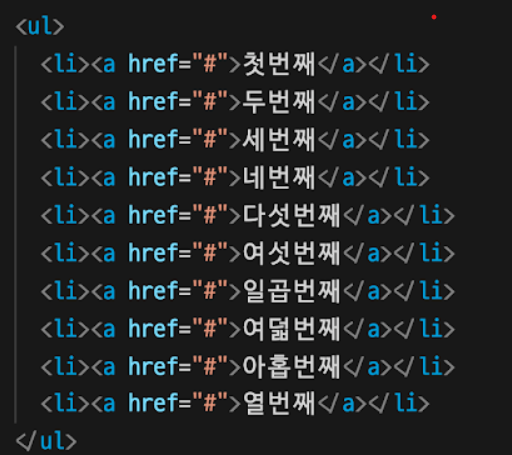 <ul>
<li><a href="#">첫번째</a></li>
<li><a href="#">두번째</a></li>
<li><a href="#">세번째</a></li>
<li><a href="#">네번째</a></li>
<li><a href="#">다섯번째</a></li>
<li><a href="#">여섯번째</a></li>
<li><a href="#">일곱번째</a></li>
<li><a href="#">여덟번째</a></li>
<li><a href="#">아홉번째</a></li>
<li><a href="#">열번째</a></li>
</ul>